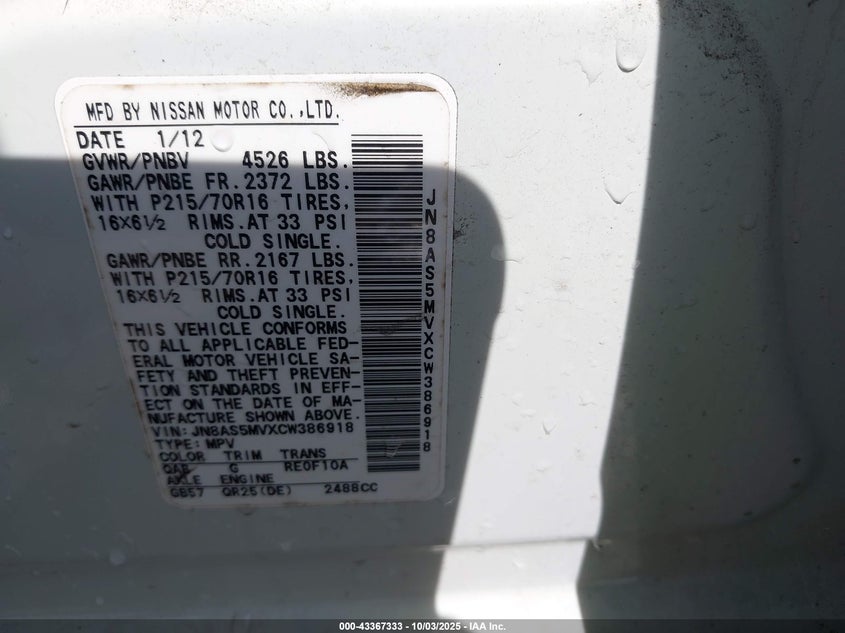 MFD BY NISSAN MOTOR CO.,LTD.
DATE 1/12
GVWR/PNBV 4526 LBS.
GAWR/PNBE FR.2372 LBS.
WITH P215/70R16 TIRES,
16X6½ RIMS.AT 33 PSI
COLD SINGLE.
GAWR/PNBE RR.2167 LBS.
WITH P215/70R16 TIRES,
16X6½ RIMS.AT 33 PSI
COLD SINGLE.
THIS VEHICLE CONFORMS
TO ALL APPLICABLE FED-
ERAL MOTOR VEHICLE SA-
FETY AND THEFT PREVEN-
TION STANDARDS IN EFF-
ECT ON THE DATE OF MA-
NUFACTURE SHOWN ABOVE.
VIN: JN8AS5MVXCW386918
TYPE: MPV
COLOR TRIM TRANS
QAB G RE0F10A
AXLE ENGINE
GB57 QR25(DE) 2488CC
JN8AS5MVXCW386918
000-43367333 - 10/03/2025 - IAA Inc.